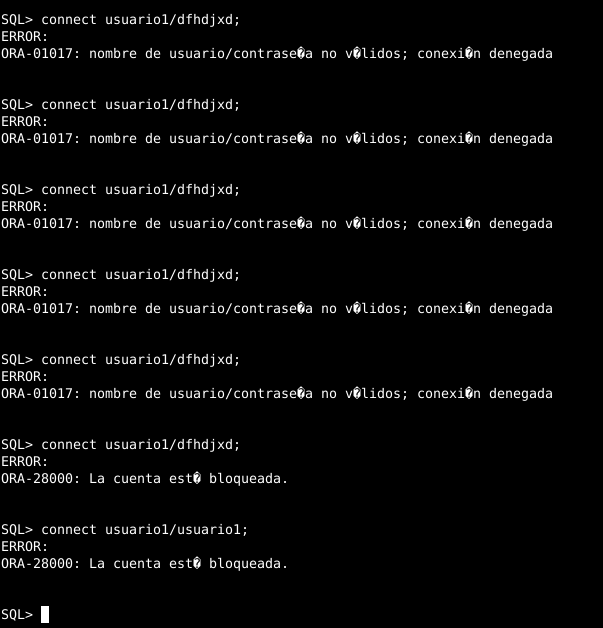 SQL> connect usuario1/dfhdjxd;
ERROR:
ORA-01017: nombre de usuario/contrase�a no v�lidos; conexi�n denegada
SQL> connect usuario1/dfhdjxd;
ERROR:
ORA-01017: nombre de usuario/contrase�a no v�lidos; conexi�n denegada
SQL> connect usuario1/dfhdjxd;
ERROR:
ORA-01017: nombre de usuario/contrase�a no v�lidos; conexi�n denegada
SQL> connect usuario1/dfhdjxd;
ERROR:
ORA-01017: nombre de usuario/contrase�a no v�lidos; conexi�n denegada
SQL> connect usuario1/dfhdjxd;
ERROR:
ORA-01017: nombre de usuario/contrase�a no v�lidos; conexi�n denegada
SQL> connect usuario1/dfhdjxd;
ERROR:
ORA-28000: La cuenta est� bloqueada.
SQL> connect usuario1/usuario1;
ERROR:
ORA-28000: La cuenta est� bloqueada.
SQL>